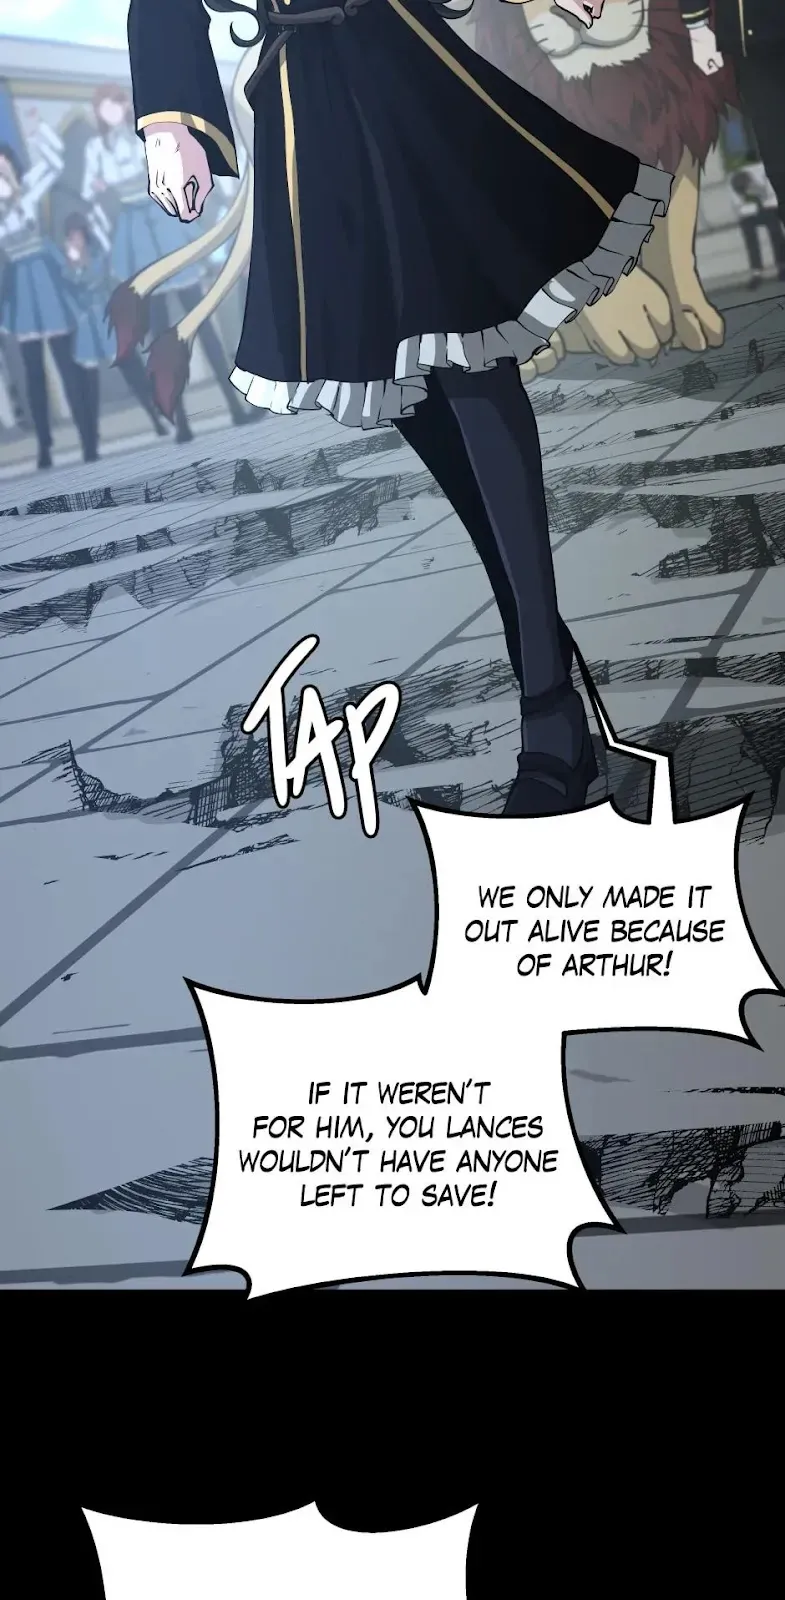 TAP
WE ONLY MADE IT
OUT ALIVE BECAUSE
OF ARTHUR!
IF IT WEREN'T
FOR HIM, YOU LANCES
WOULDN'T HAVE ANYONE
LEFT TO SAVE!